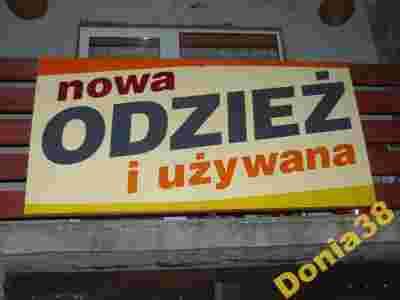 nowa
ODZIEŻ
i używana
Donia38